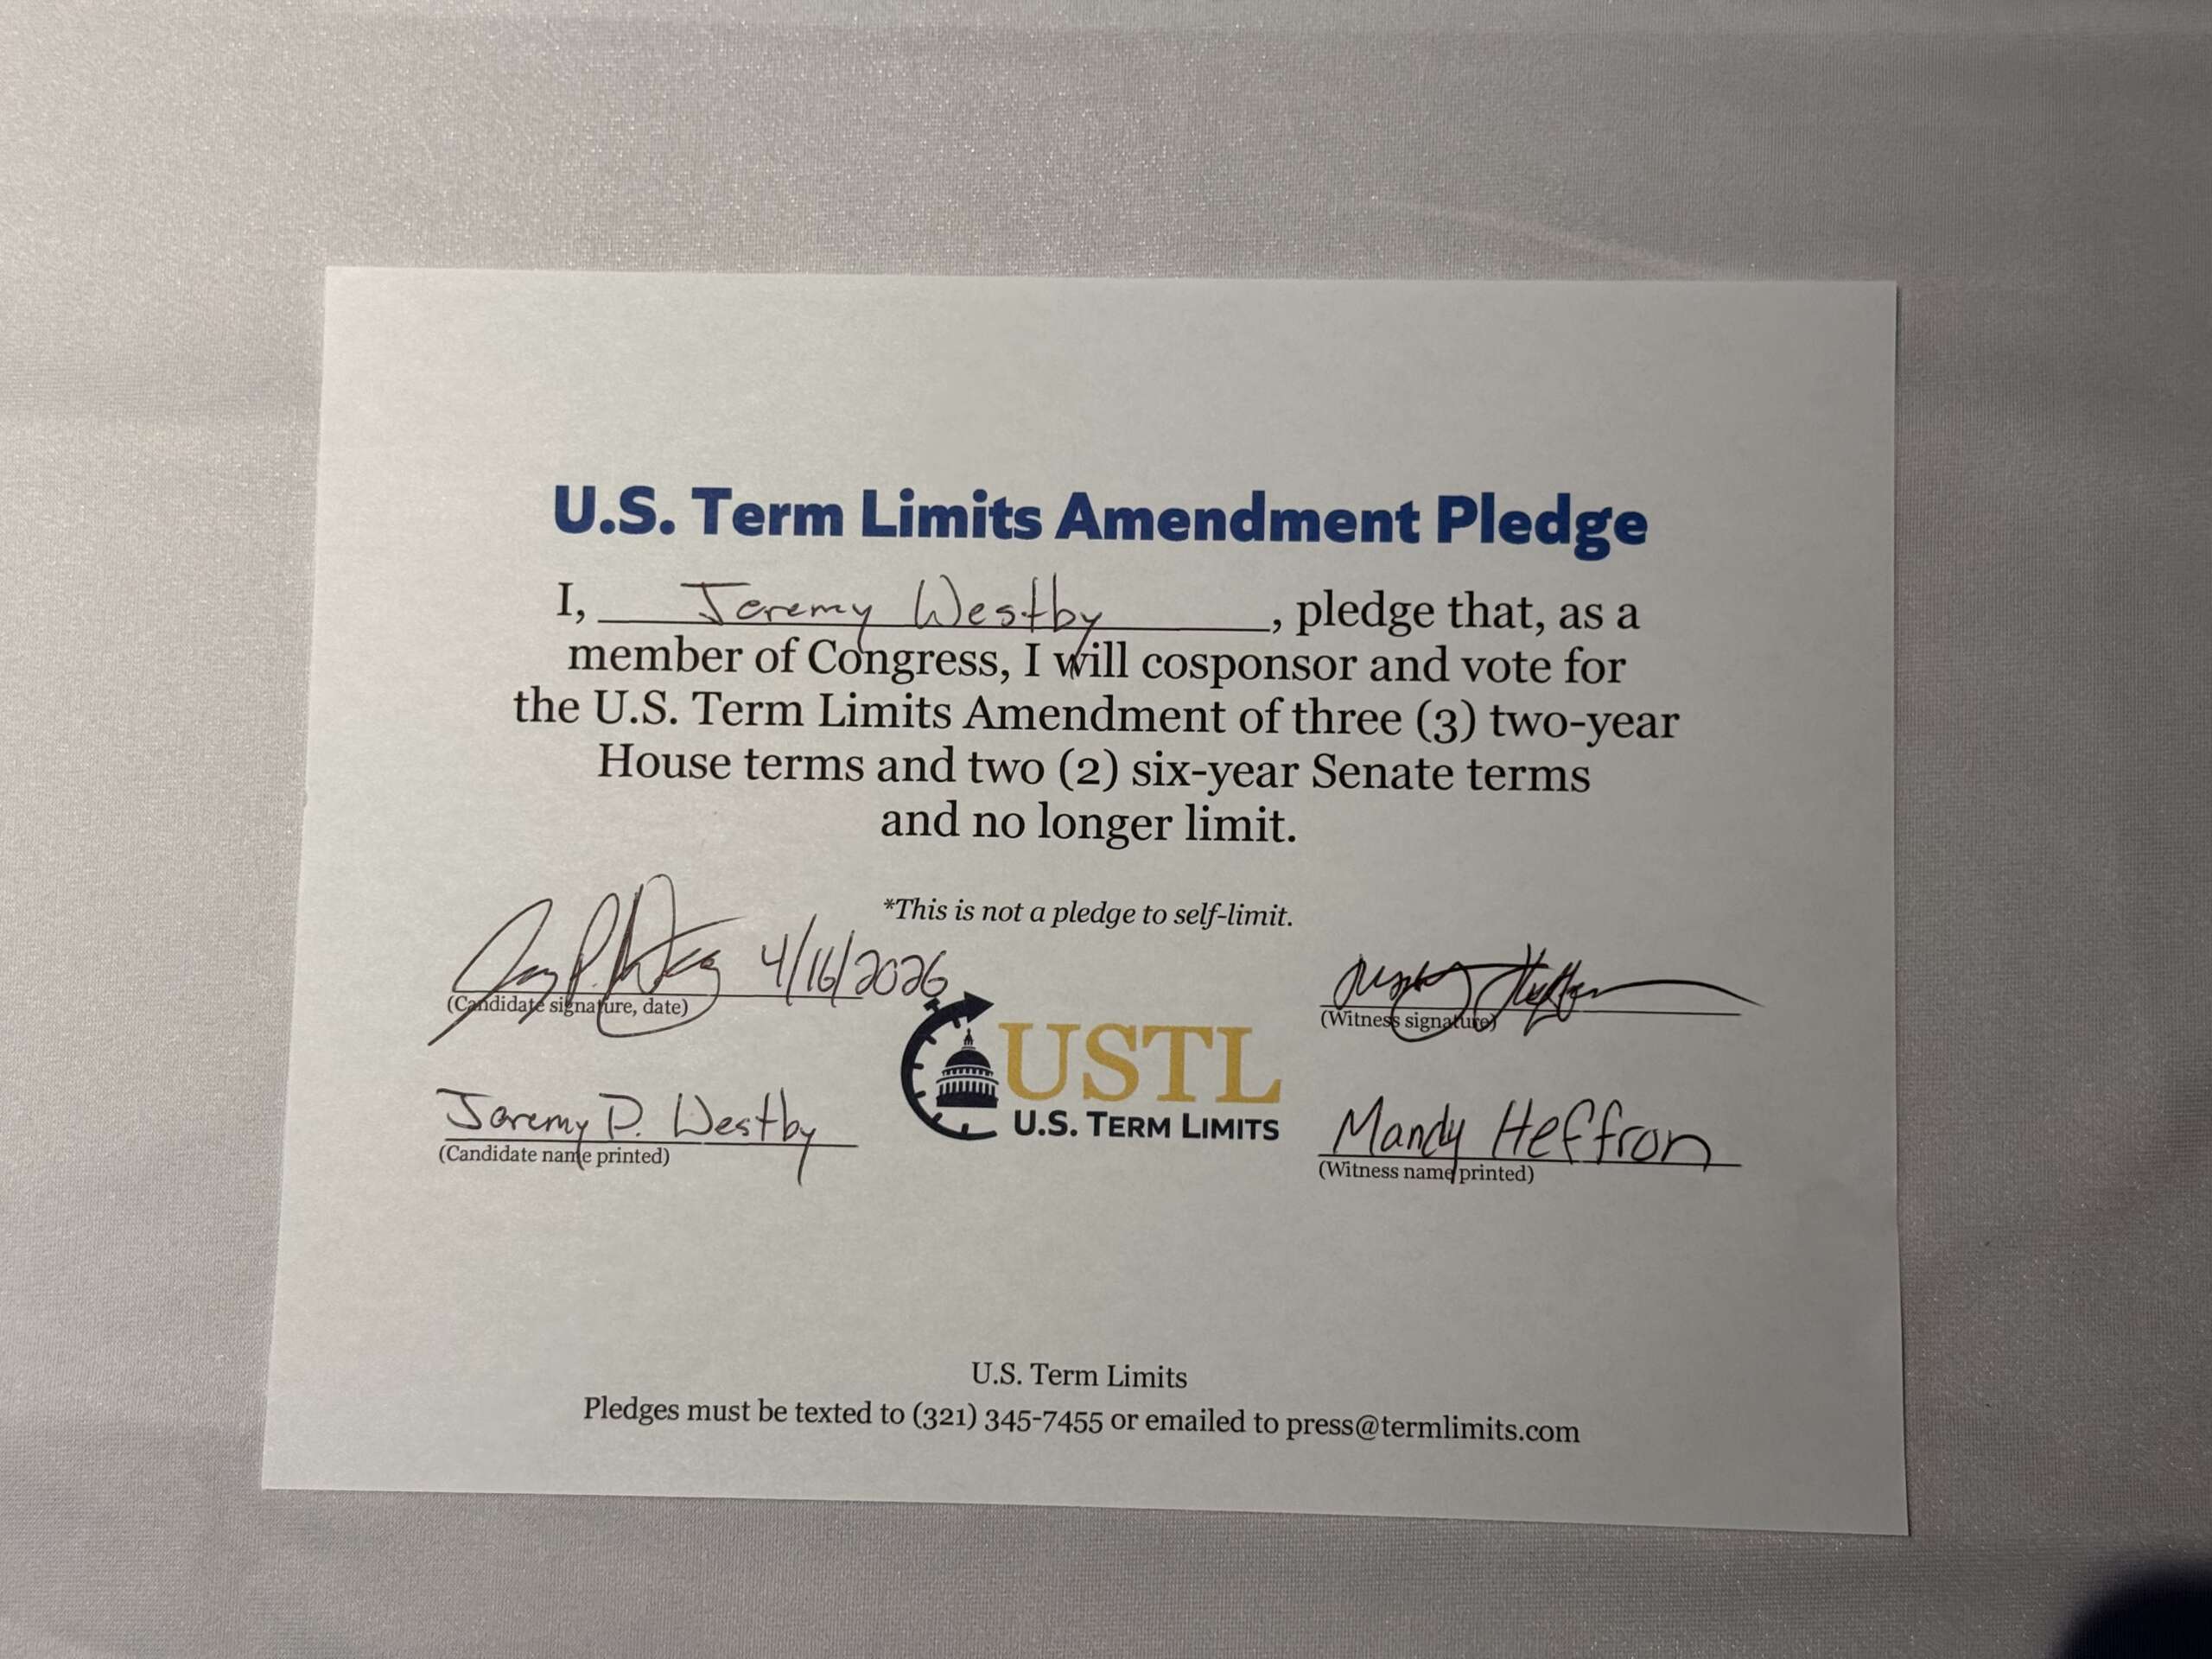 U.S. Term Limits Amendment Pledge
I, Jeremy Westby, pledge that, as a
member of Congress, I will cosponsor and vote for
the U.S. Term Limits Amendment of three (3) two-year
House terms and two (2) six-year Senate terms
and no longer limit.
*This is not a pledge to self-limit.
4/16/2026
(Candidate signature, date)
(Witness signature)
USTL
U.S. TERM LIMITS
Jeremy P. Westby
(Candidate name printed)
Mandy Heffron
(Witness name printed)
U.S. Term Limits
Pledges must be texted to (321) 345-7455 or emailed to press@termlimits.com